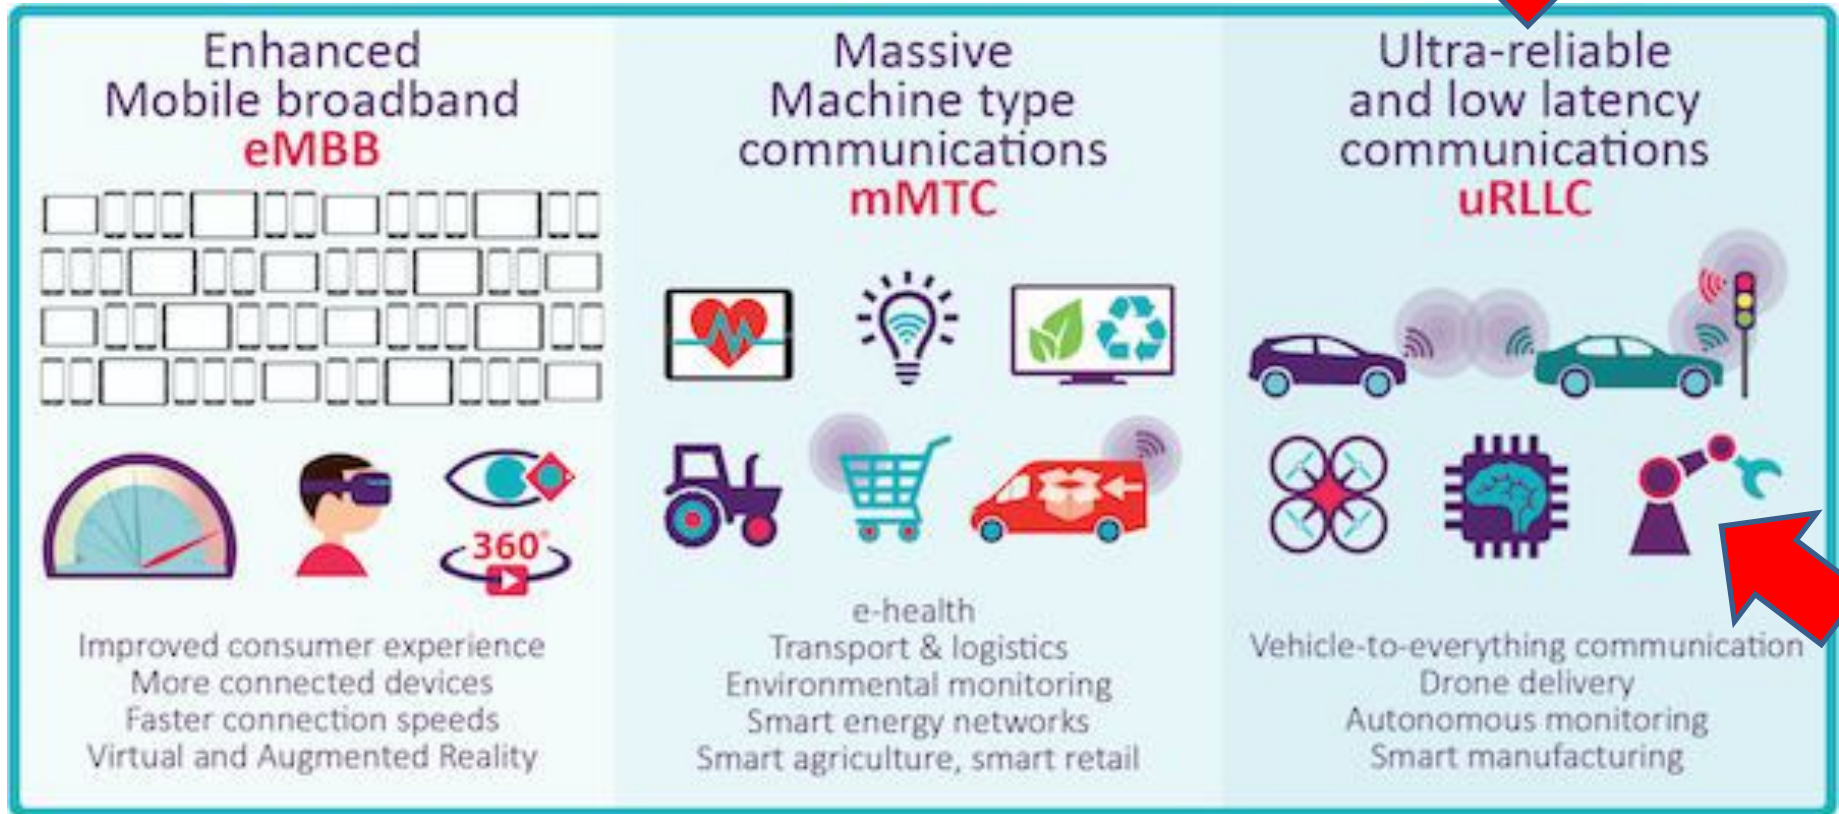 Enhanced
Mobile broadband
eMBB
360°
Improved consumer experience
More connected devices
Faster connection speeds
Virtual and Augmented Reality
Massive
Machine type
communications
mMTC
e-health
Transport & logistics
Environmental monitoring
Smart energy networks
Smart agriculture, smart retail
Ultra-reliable
and low latency
communications
uRLLC
Vehicle-to-everything communication
Drone delivery
Autonomous monitoring
Smart manufacturing